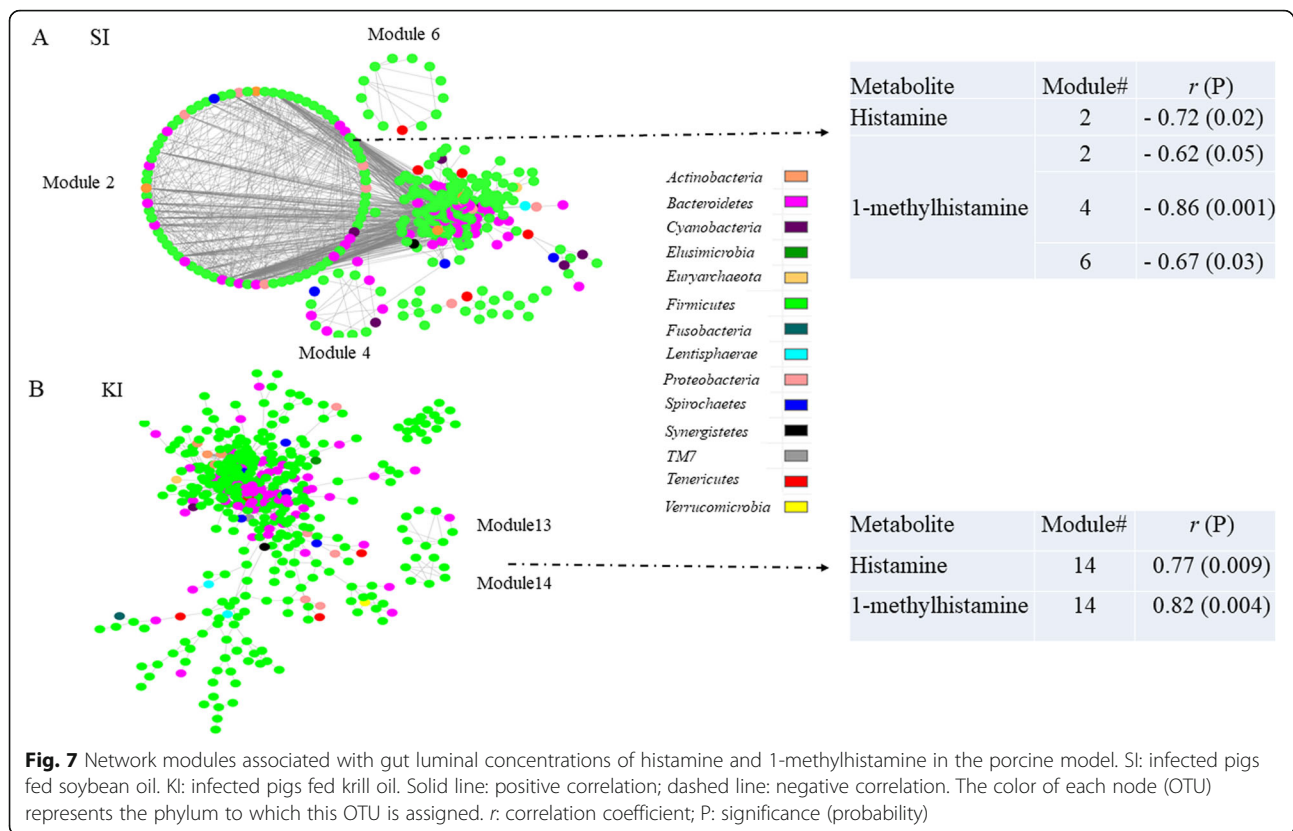 A SI
Module 6
Module 2
Module 4
Metabolite Module# r (P)
Histamine 2 - 0.72 (0.02)
2 - 0.62 (0.05)
1-methylhistamine 4 - 0.86 (0.001)
6 - 0.67 (0.03)
Actinobacteria
Bacteroidetes
Cyanobacteria
Elusimicrobia
Euryarchaeota
Firmicutes
Fusobacteria
Lentisphaerae
Proteobacteria
Spirochaetes
Synergistetes
TM7
Tenericutes
Verrucomicrobia
B KI
Module13
Module14
Metabolite Module# r (P)
Histamine 14 0.77 (0.009)
1-methylhistamine 14 0.82 (0.004)
Fig. 7 Network modules associated with gut luminal concentrations of histamine and 1-methylhistamine in the porcine model. SI: infected pigs
fed soybean oil. KI: infected pigs fed krill oil. Solid line: positive correlation; dashed line: negative correlation. The color of each node (OTU)
represents the phylum to which this OTU is assigned. r: correlation coefficient; P: significance (probability)